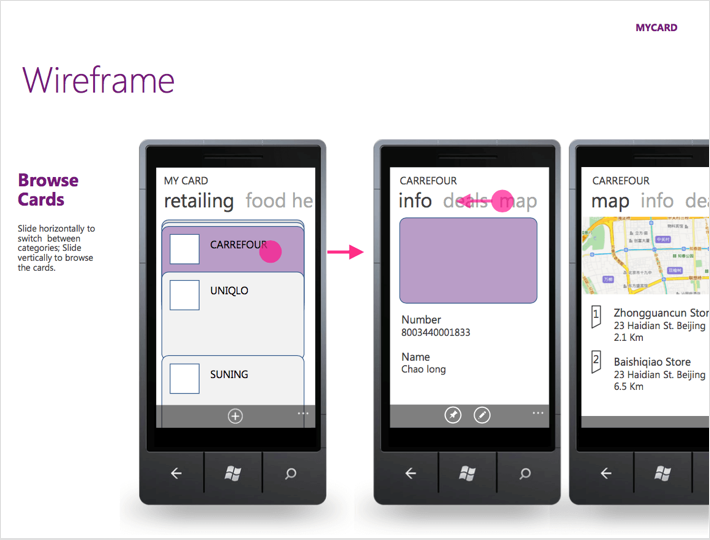 MYCARD
Wireframe
Browse
Cards
Slide horizontally to
switch between
categories; Slide
vertically to browse
the cards.
MY CARD
retailing food he
CARREFOUR
UNIQLO
SUNING
CARREFOUR
info deals map
Number
8003440001833
Name
Chao long
CARREFOUR
map info dea
1
Zhongguancun Stor
23 Haidian St. Beijing
2.1 Km
2
Baishiqiao Store
23 Haidian St. Beijing
6.5 Km